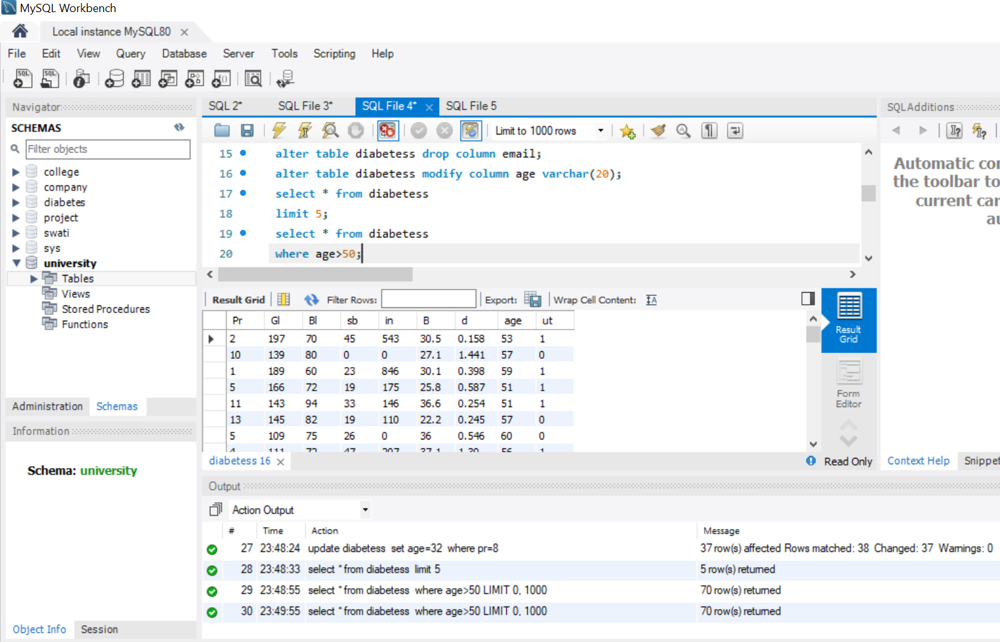 MySQL Workbench
Local instance MySQL80
File Edit View Query Database Server Tools Scripting Help
Navigator
SCHEMAS
Filter objects
college
company
diabetes
project
swati
sys
university
Tables
Views
Stored Procedures
Functions
Administration Schemas
Information
Schema: university
Object Info Session
SQL 2* SQL File 3* SQL File 4* SQL File 5
Limit to 1000 rows
15 alter table diabetess drop column email;
16 alter table diabetess modify column age varchar(20);
17 select * from diabetess
18 limit 5;
19 select * from diabetess
20 where age>50;
Result Grid Filter Rows: Export: Wrap Cell Content:
Pr Gl Bl sb in B d age ut
2 197 70 45 543 30.5 0.158 53 1
10 139 80 0 0 27.1 1.441 57 0
1 189 60 23 846 30.1 0.398 59 1
5 166 72 19 175 25.8 0.587 51 1
11 143 94 33 146 36.6 0.254 51 1
13 145 82 19 110 22.2 0.245 57 0
5 109 75 26 0 36 0.546 60 0
Result
Grid
Form
Editor
diabetess 16
Read Only
SQLAdditions
Automatic co
the toolbar to
current car
au
Context Help Snippet
Output
Action Output
# Time Action Message
27 23:48:24 update diabetess set age=32 where pr=8 37 row(s) affected Rows matched: 38 Changed: 37 Warnings: 0
28 23:48:33 select * from diabetess limit 5 5 row(s) returned
29 23:48:55 select * from diabetess where age>50 LIMIT 0, 1000 70 row(s) returned
30 23:49:55 select * from diabetess where age>50 LIMIT 0, 1000 70 row(s) returned